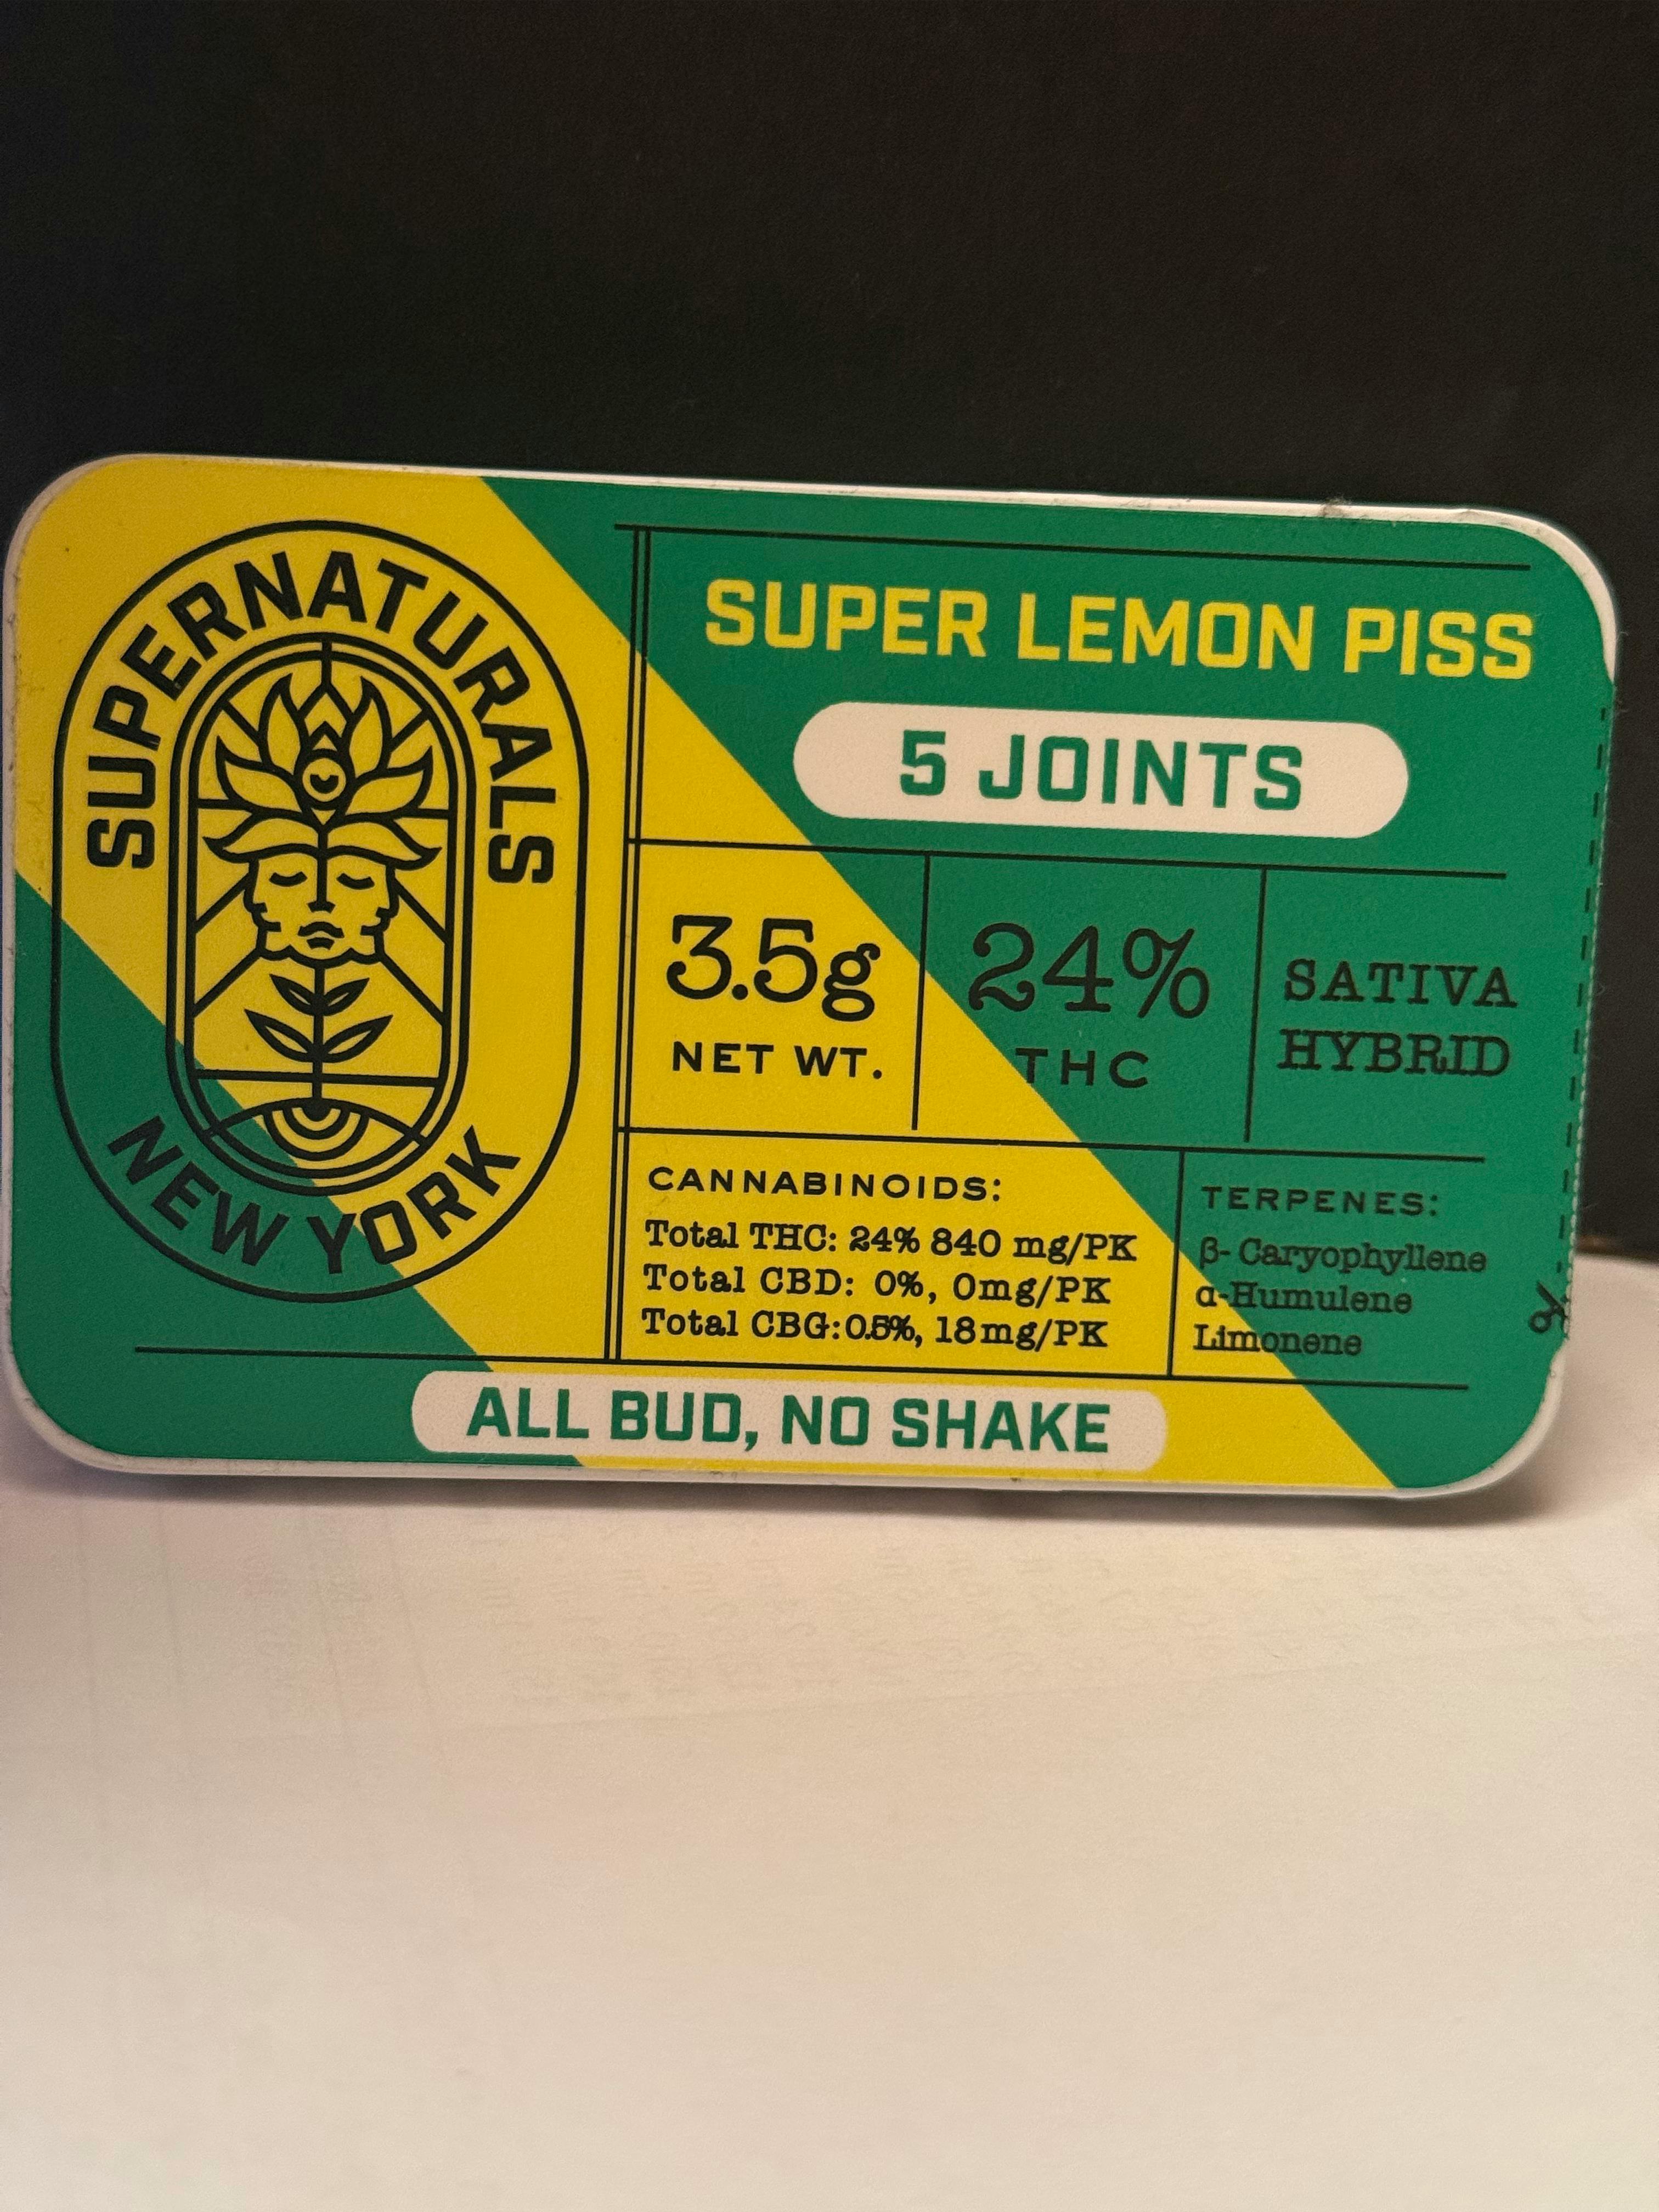 SUPERNATURALS
NEW YORK
SUPER LEMON PISS
5 JOINTS
3.5g
NET WT.
24%
THC
SATIVA
HYBRID
CANNABINOIDS:
Total THC: 24% 840 mg/PK
Total CBD: 0%, 0mg/PK
Total CBG:0.5%, 18mg/PK
TERPENES:
β- Caryophyllene
α-Humulene
Limonene
ALL BUD, NO SHAKE